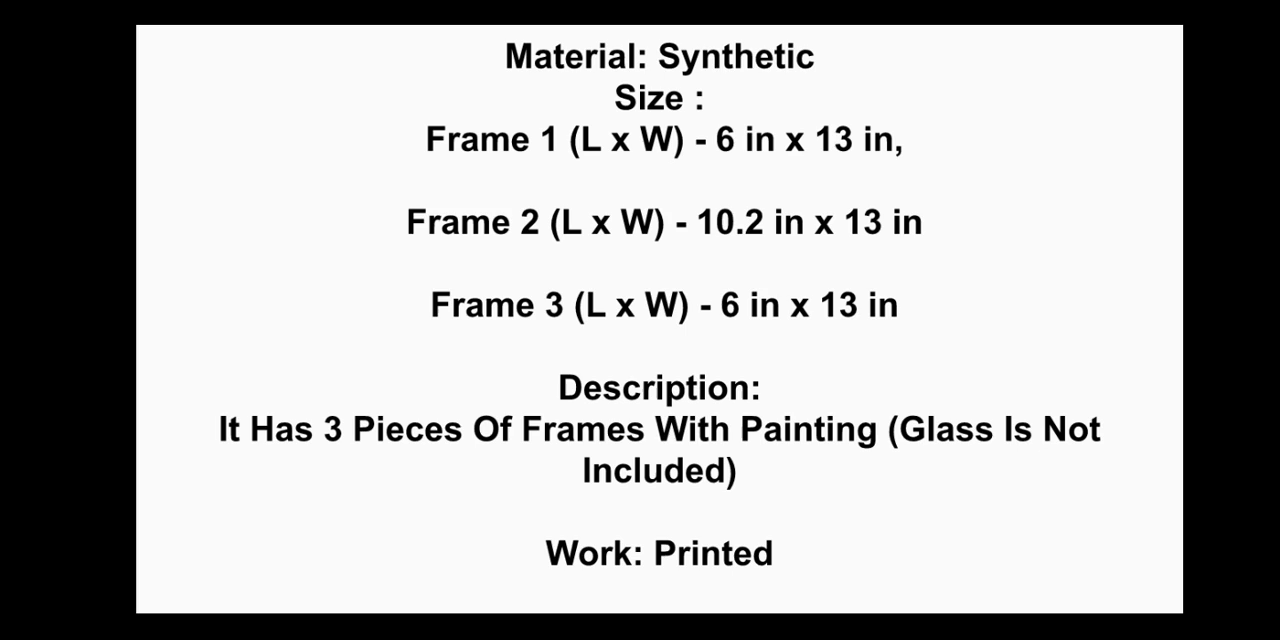 Material: Synthetic
Size :
Frame 1 (L x W) - 6 in x 13 in,
Frame 2 (L x W) - 10.2 in x 13 in
Frame 3 (L x W) - 6 in x 13 in
Description:
It Has 3 Pieces Of Frames With Painting (Glass Is Not
Included)
Work: Printed